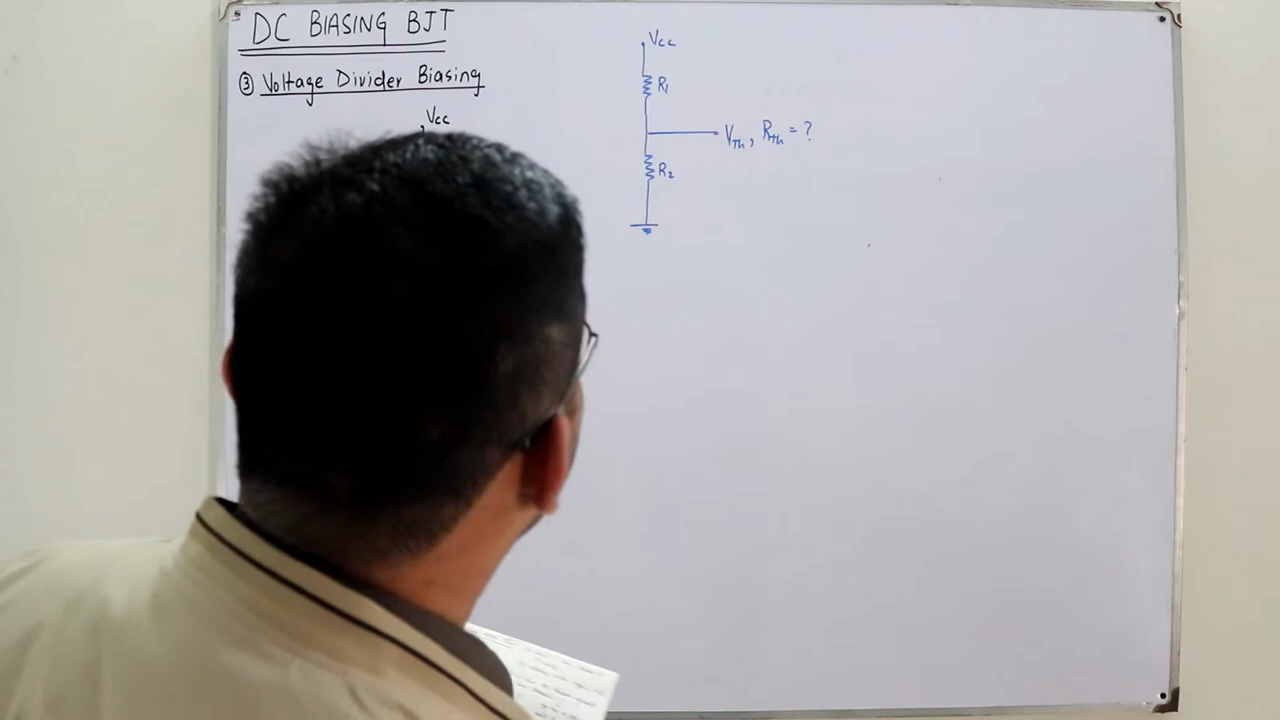 DC BIASING BJT
③ Voltage Divider Biasing
Vcc
Vcc
R1
VTh, RTh = ?
R2